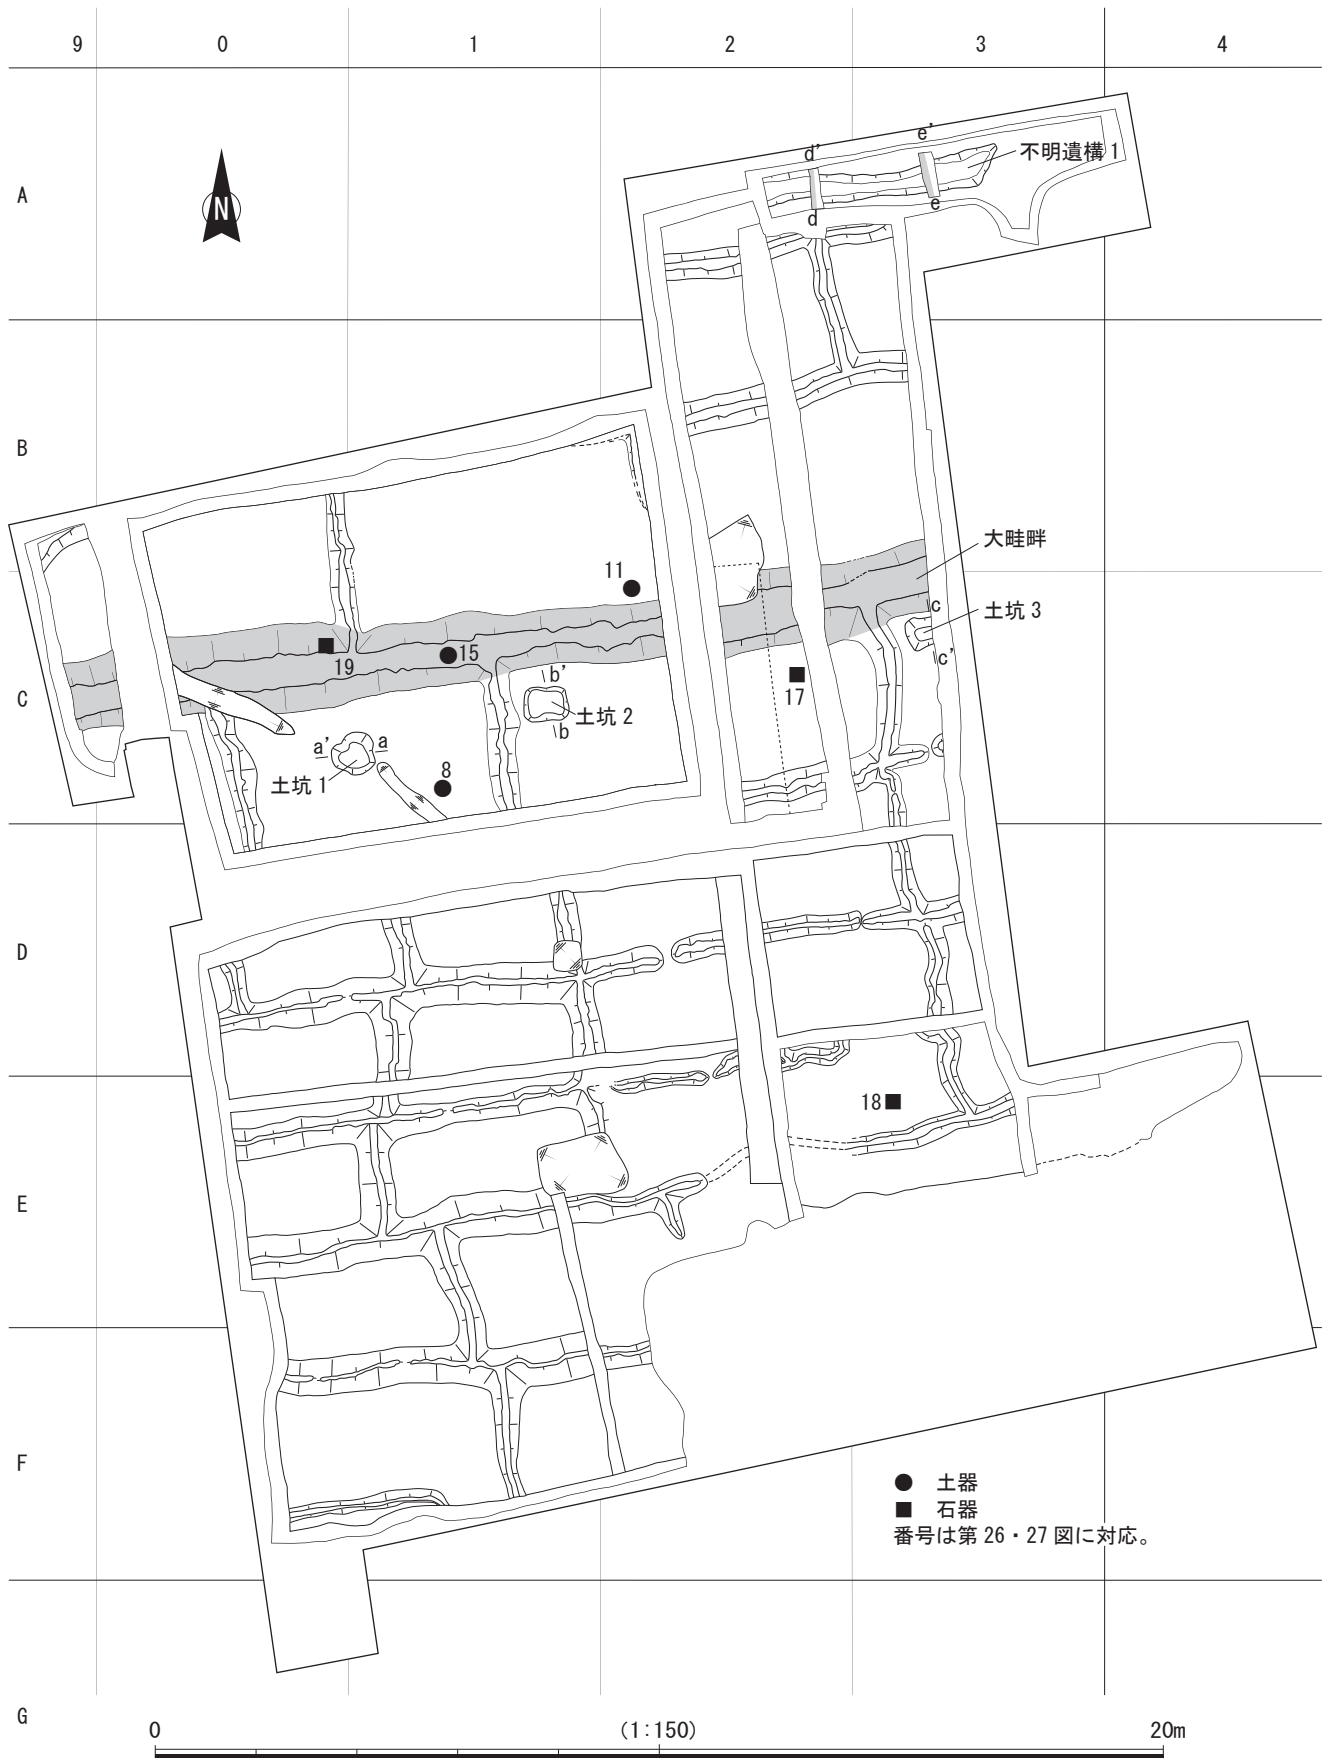 9 0 1 2 3 4
A
N
d' e'
不明遺構 1
d e
B
大畦畔
11
c
土坑 3
c'
19 15
b'
17
C
土坑 2
b
a' a
土坑 1
8
D
18
E
F
土器
石器
番号は第 26・27 図に対応。
G
0 (1:150) 20m